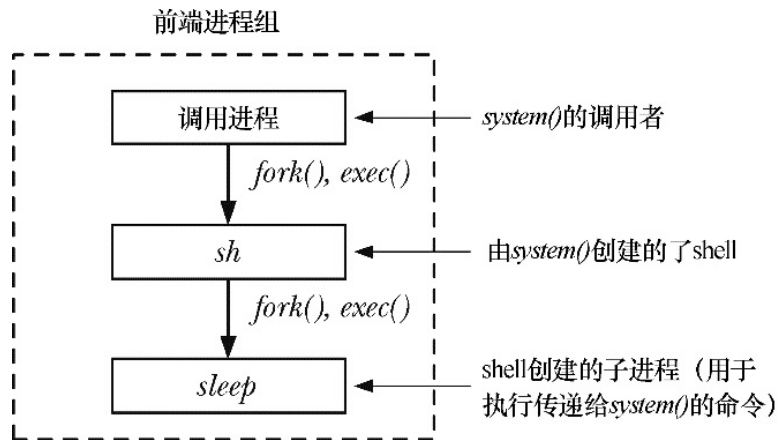 前端进程组
调用进程
system()的调用者
fork(), exec()
sh
由system()创建的了shell
fork(), exec()
sleep
shell创建的子进程（用于
执行传递给system()的命令）